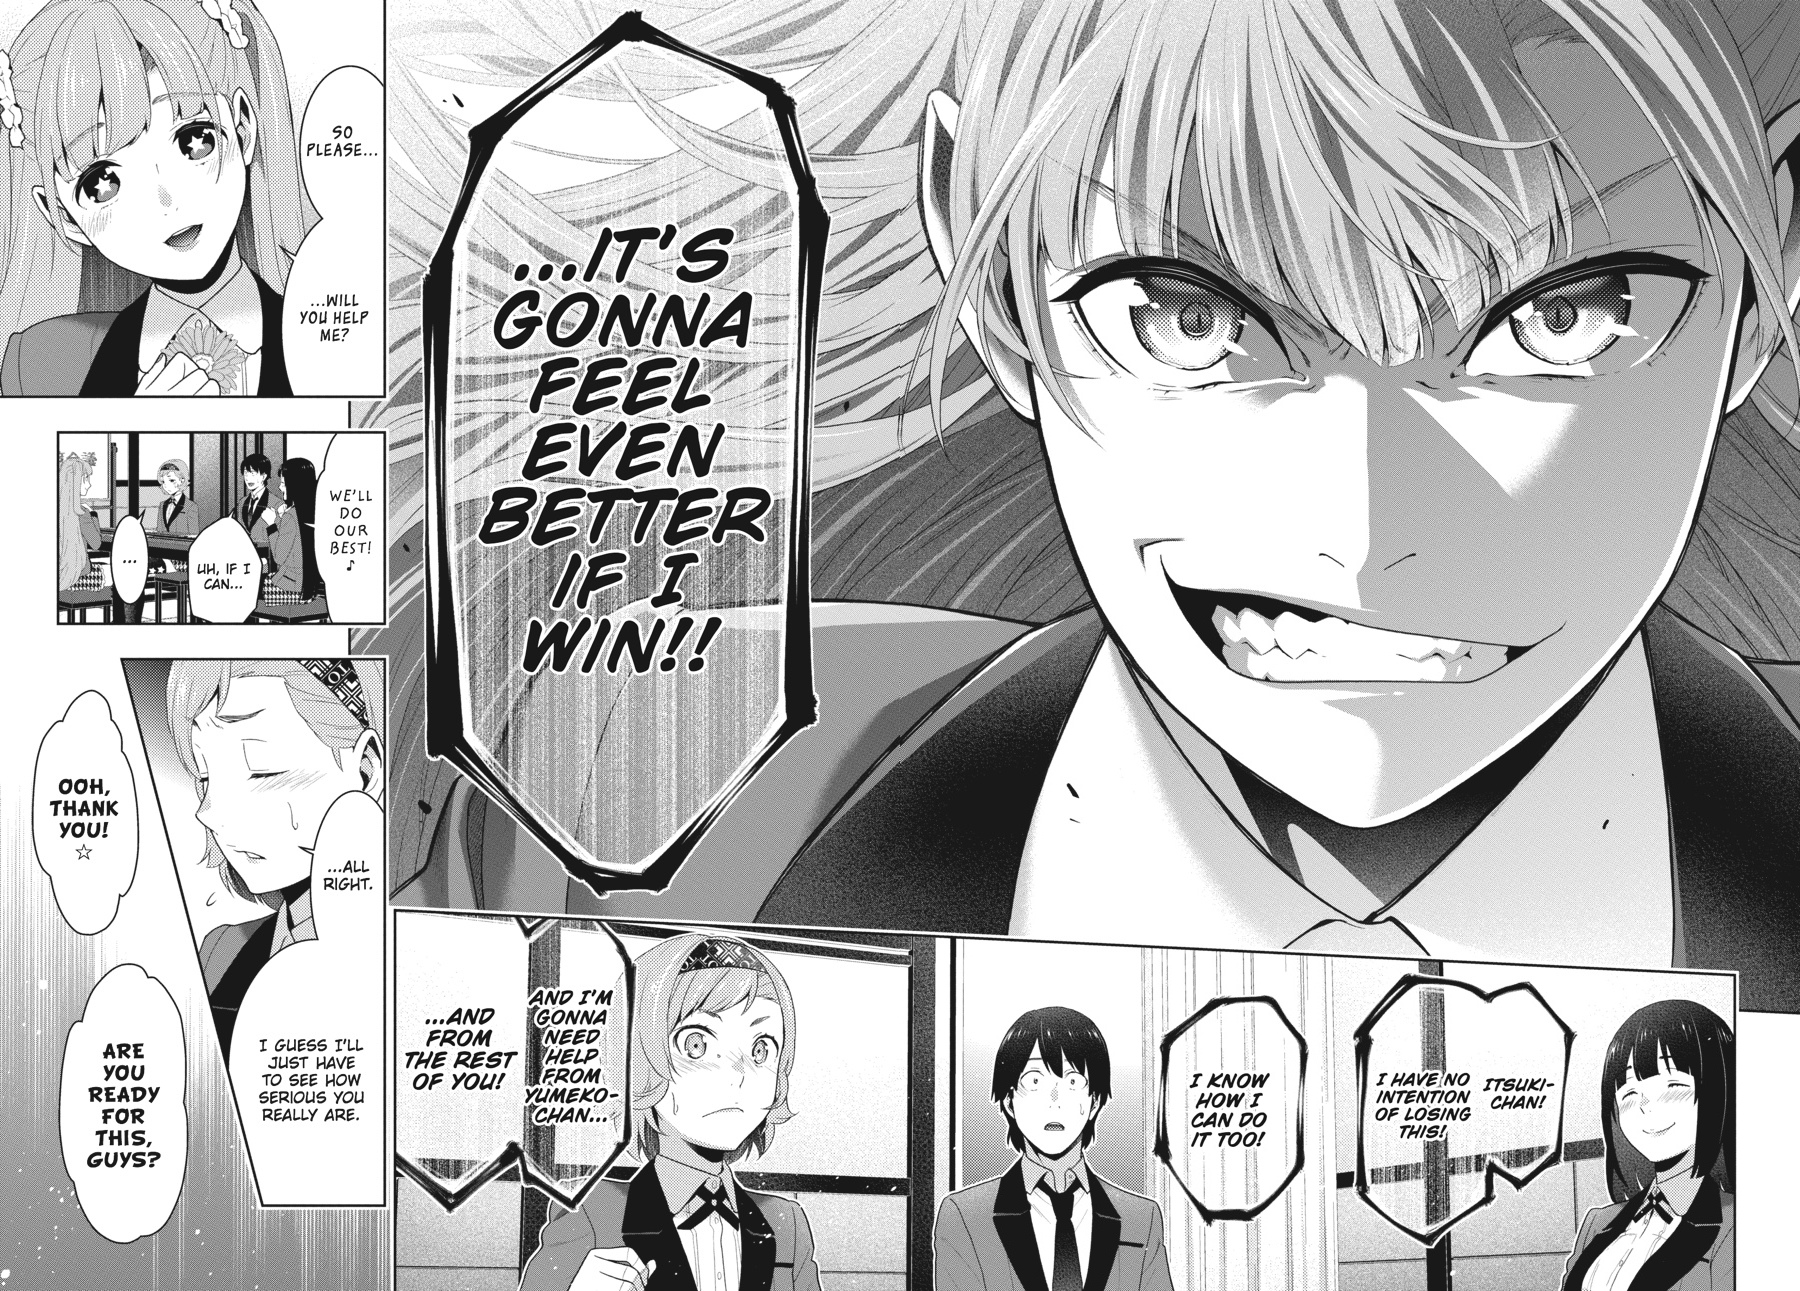 ...IT'S
GONNA
FEEL
EVEN
BETTER
IF I
WIN!!
ITSUKI-
CHAN!
I HAVE NO
INTENTION
OF LOSING
THIS!
I KNOW
HOW I
CAN DO
IT TOO!
AND I'M
GONNA
NEED
HELP
FROM
YUMEKO-
CHAN...
...AND
FROM
THE REST
OF YOU!
SO
PLEASE...
...WILL
YOU HELP
ME?
WE'LL
DO
OUR
BEST!
♪
UH, IF I
CAN...
...
...ALL
RIGHT.
I GUESS I'LL
JUST HAVE
TO SEE HOW
SERIOUS YOU
REALLY ARE.
OOH,
THANK
YOU!
☆
ARE
YOU
READY
FOR
THIS,
GUYS?